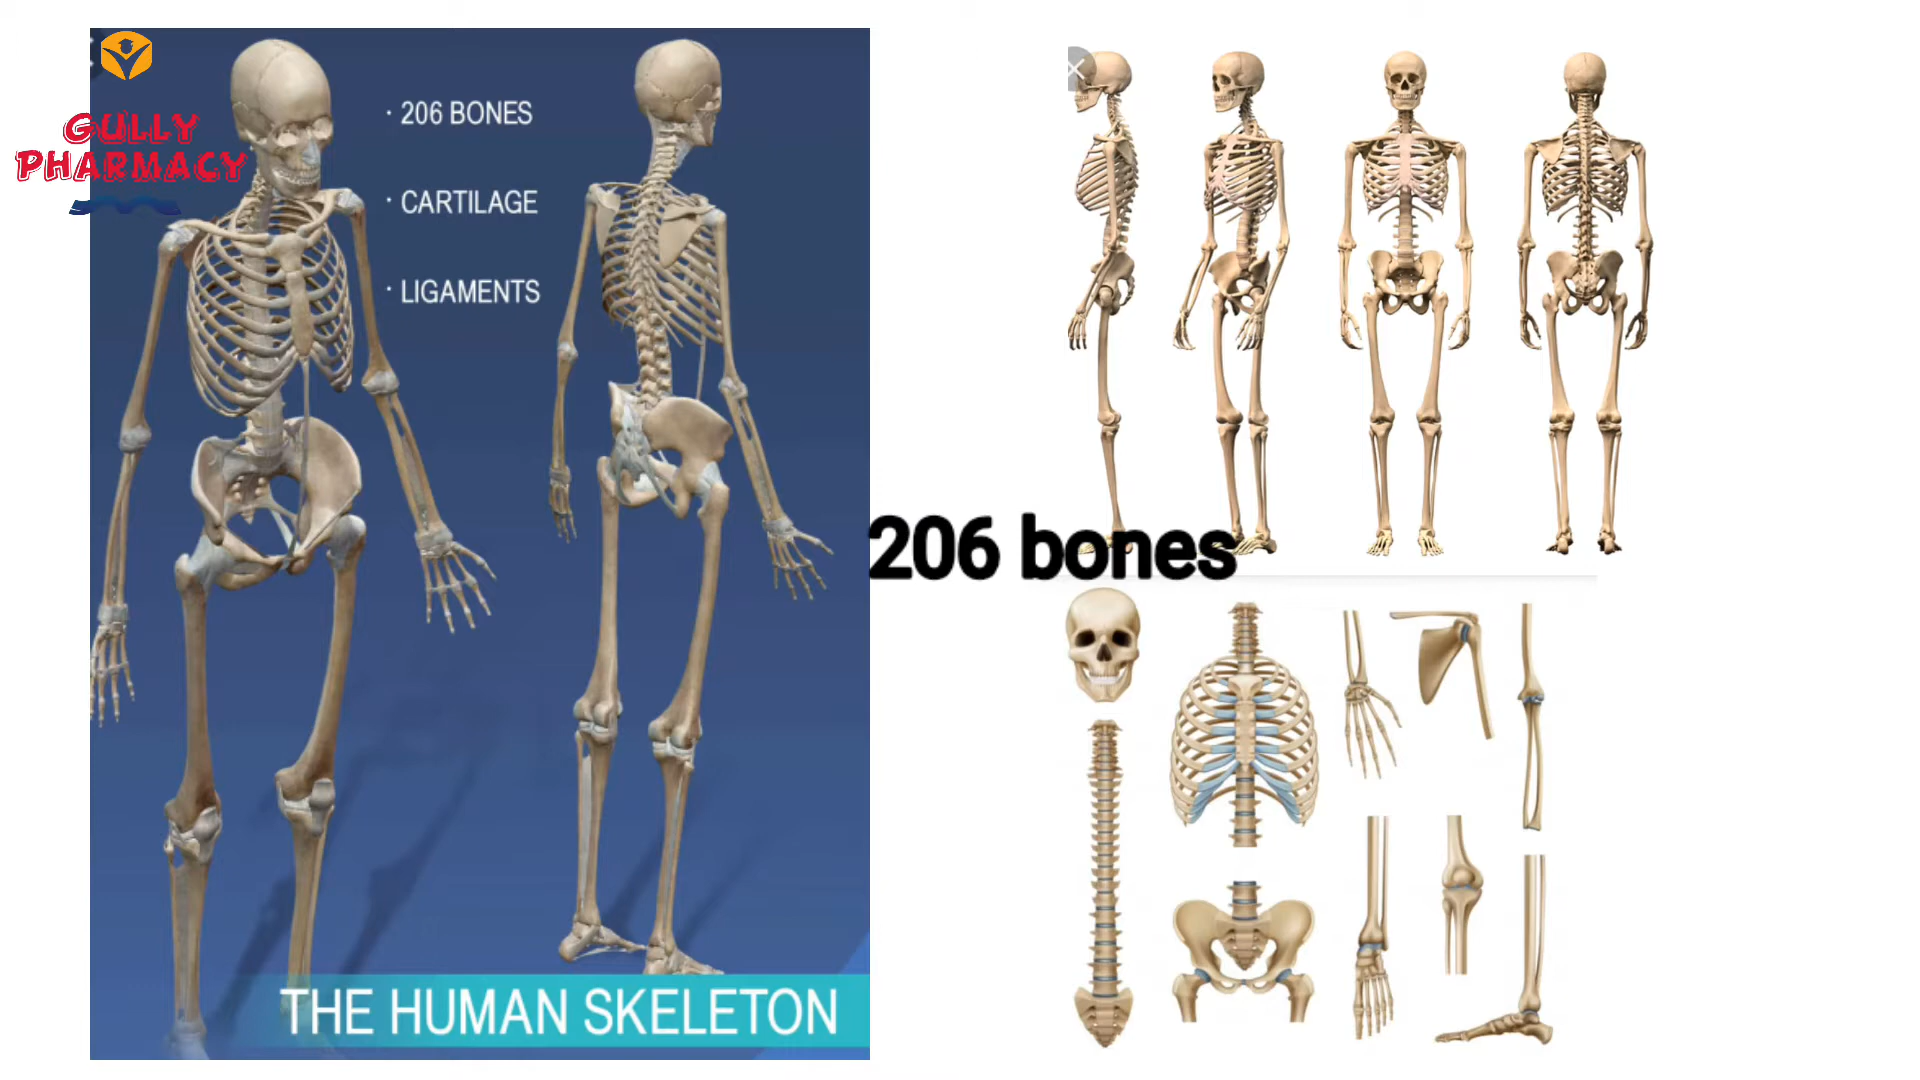 GULLY
PHARMACY
· 206 BONES
· CARTILAGE
· LIGAMENTS
206 bones
THE HUMAN SKELETON